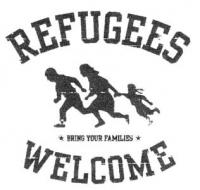 REFUGEES
★ BRING YOUR FAMILIES ★
WELCOME